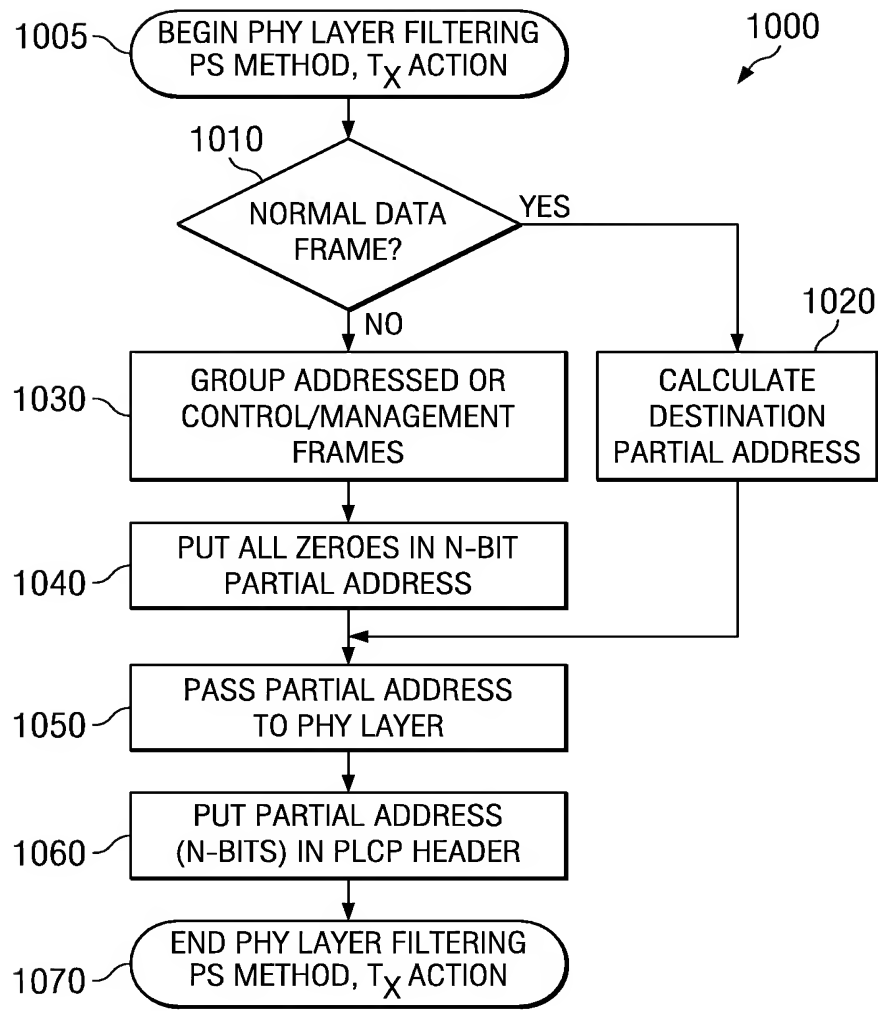 1005
BEGIN PHY LAYER FILTERING
PS METHOD, TX ACTION
1000
1010
NORMAL DATA
FRAME?
YES
NO
1020
CALCULATE
DESTINATION
PARTIAL ADDRESS
1030
GROUP ADDRESSED OR
CONTROL/MANAGEMENT
FRAMES
1040
PUT ALL ZEROES IN N-BIT
PARTIAL ADDRESS
1050
PASS PARTIAL ADDRESS
TO PHY LAYER
1060
PUT PARTIAL ADDRESS
(N-BITS) IN PLCP HEADER
1070
END PHY LAYER FILTERING
PS METHOD, TX ACTION